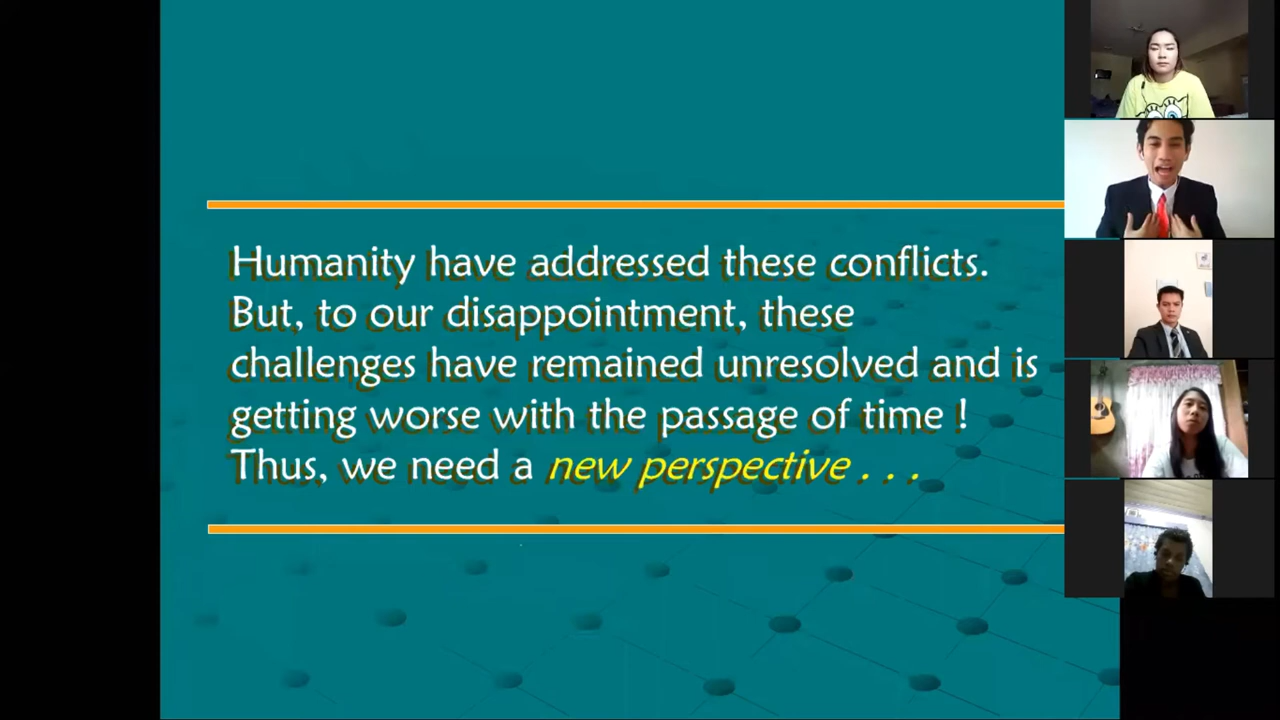 Humanity have addressed these conflicts.
But, to our disappointment, these
challenges have remained unresolved and is
getting worse with the passage of time !
Thus, we need a new perspective . . .